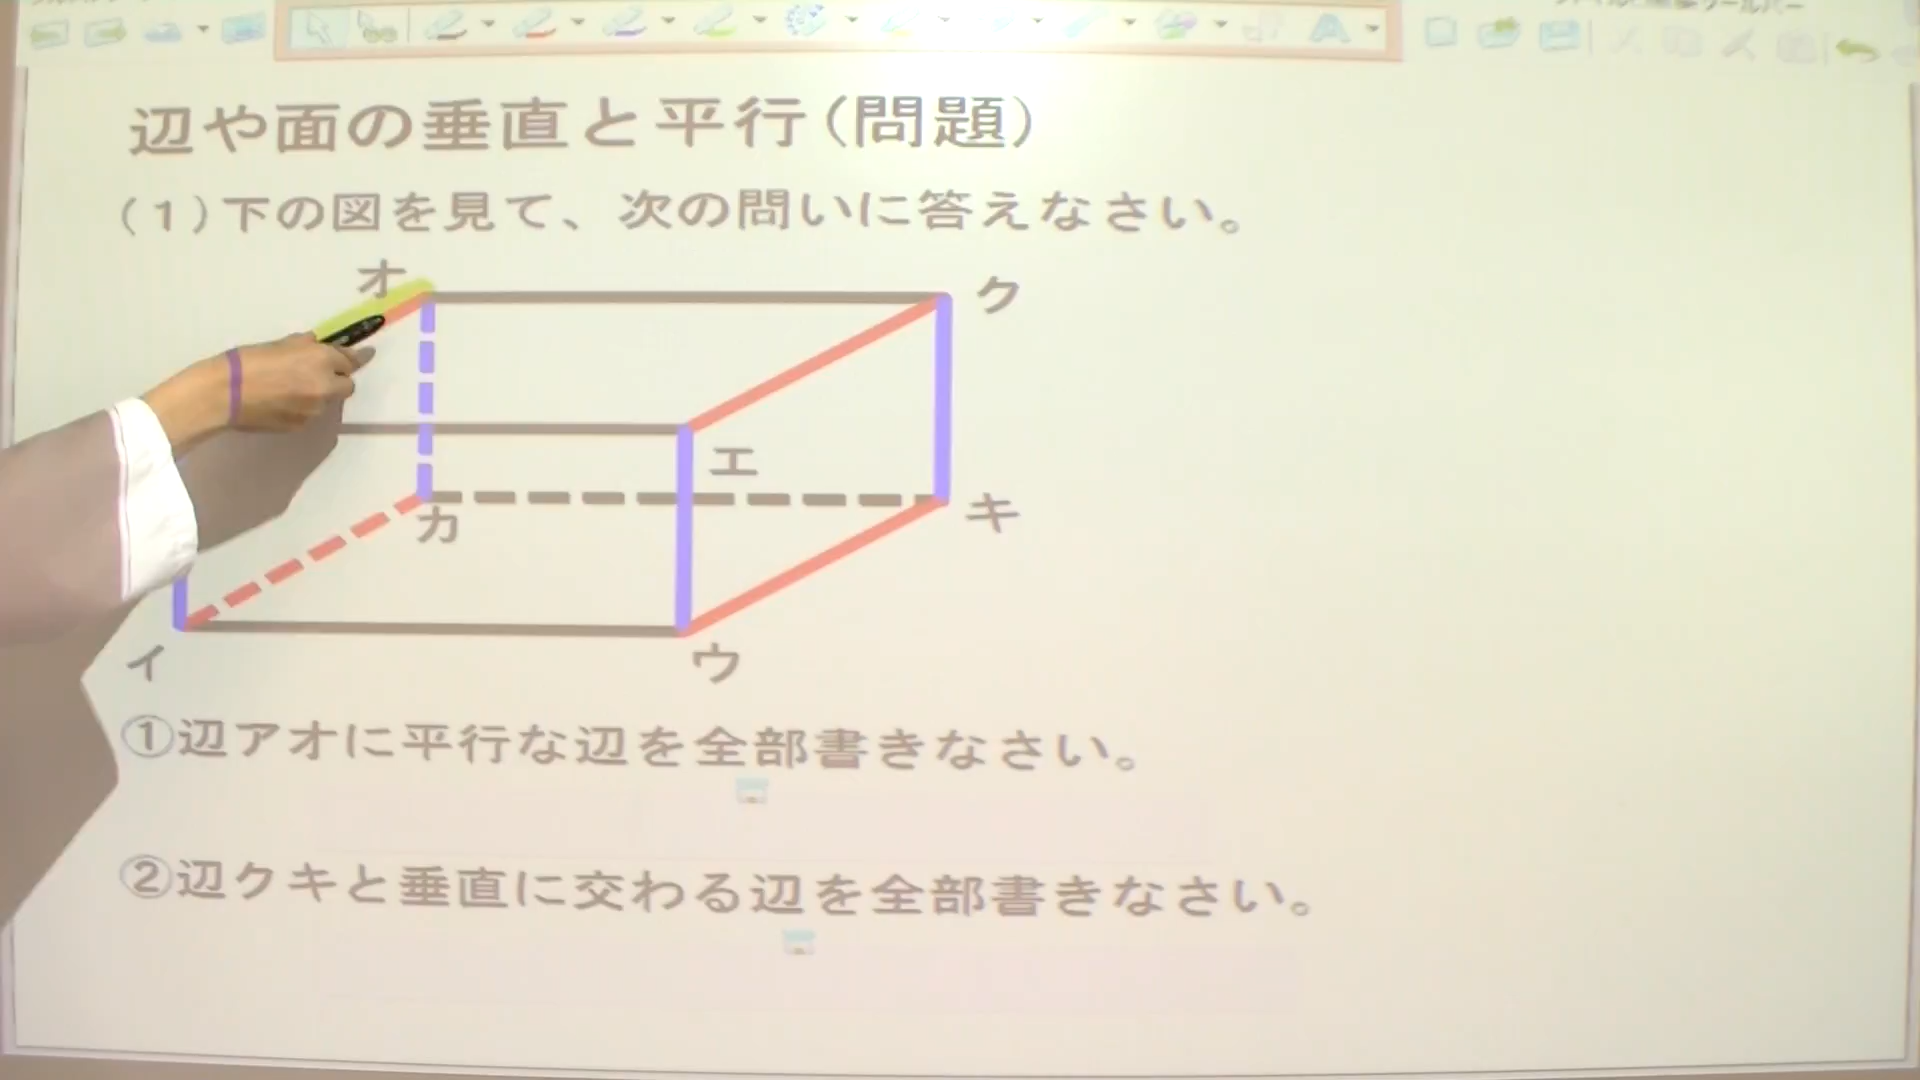 辺や面の垂直と平行(問題)
(1)下の図を見て、次の問いに答えなさい。
オ
ク
エ
カ
キ
イ
ウ
①辺アオに平行な辺を全部書きなさい。
②辺クキと垂直に交わる辺を全部書きなさい。